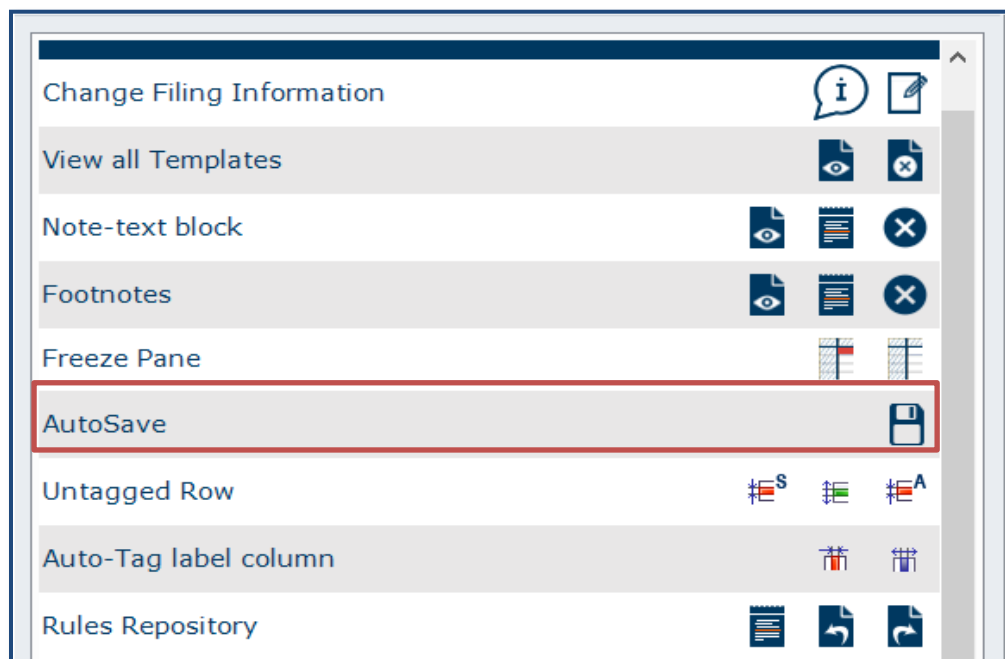 Change Filing Information i
View all Templates
Note-text block
Footnotes
Freeze Pane
AutoSave
Untagged Row S A
Auto-Tag label column
Rules Repository